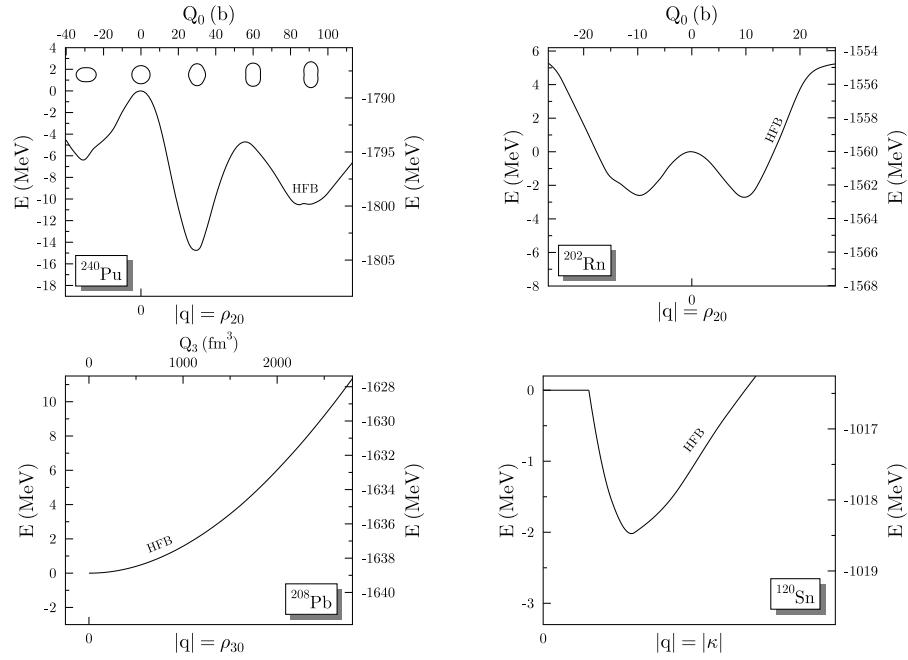 Q₀ (b)
-40 -20 0 20 40 60 80 100
4
2
0
-2
-4
-6
-8
-10
-12
-14
-16
-18
E (MeV)
HFB
²⁴⁰Pu
-1790
-1795
-1800
-1805
E (MeV)
0
|q| = ρ₂₀
Q₀ (b)
-20 -10 0 10 20
6
4
2
0
-2
-4
-6
-8
E (MeV)
HFB
²⁰²Rn
-1554
-1556
-1558
-1560
-1562
-1564
-1566
-1568
E (MeV)
0
|q| = ρ₂₀
Q₃ (fm³)
0 1000 2000
10
8
6
4
2
0
-2
E (MeV)
HFB
²⁰⁸Pb
-1628
-1630
-1632
-1634
-1636
-1638
-1640
E (MeV)
0
|q| = ρ₃₀
0
-1
-2
-3
E (MeV)
HFB
¹²⁰Sn
-1017
-1018
-1019
E (MeV)
0
|q| = |κ|